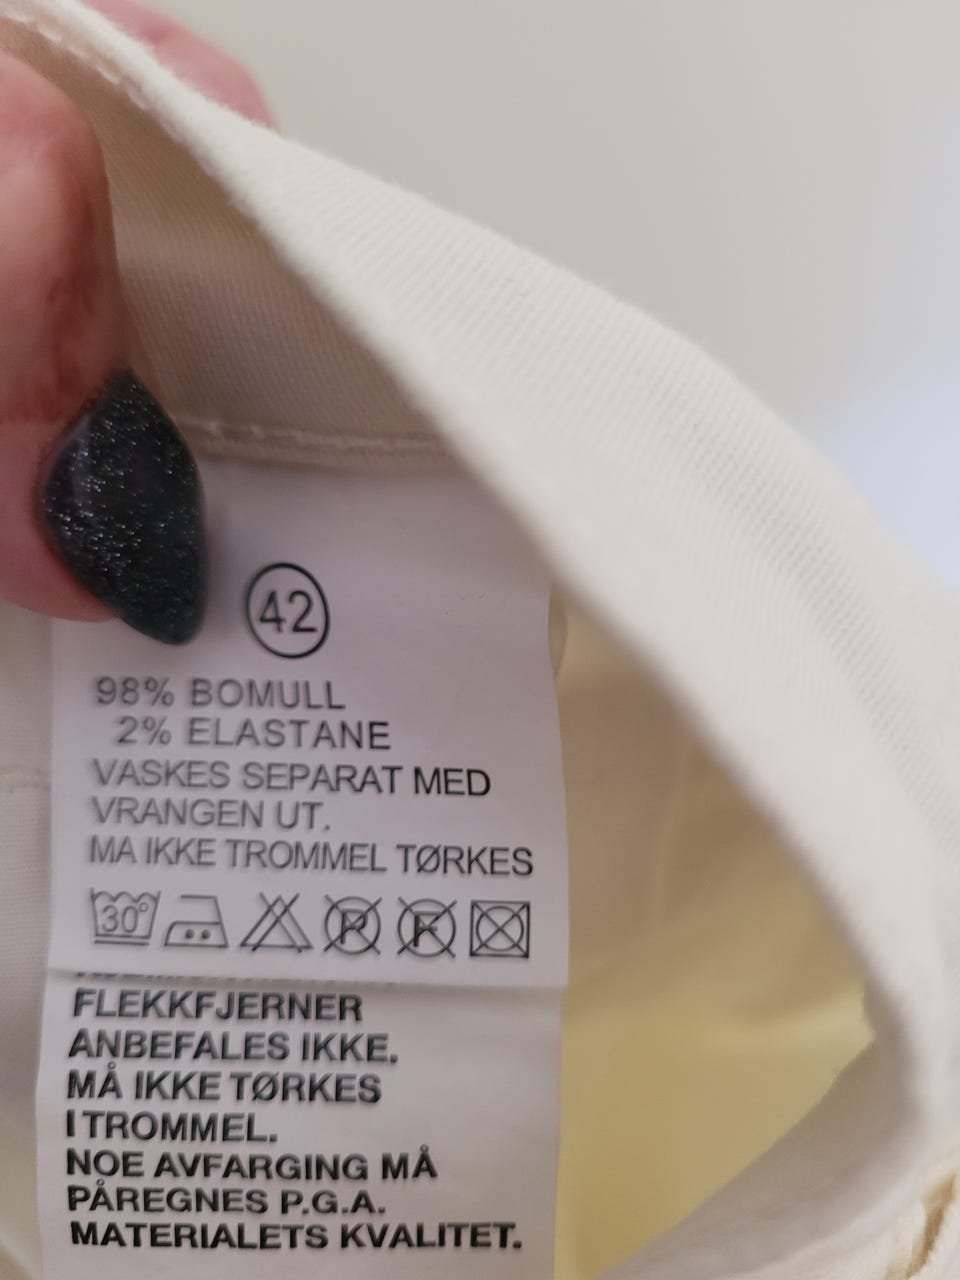 42
98% BOMULL
2% ELASTANE
VASKES SEPARAT MED
VRANGEN UT.
MA IKKE TROMMEL TØRKES
30°
P F
FLEKKFJERNER
ANBEFALES IKKE.
MÅ IKKE TØRKES
I TROMMEL.
NOE AVFARGING MÅ
PÅREGNES P.G.A.
MATERIALETS KVALITET.